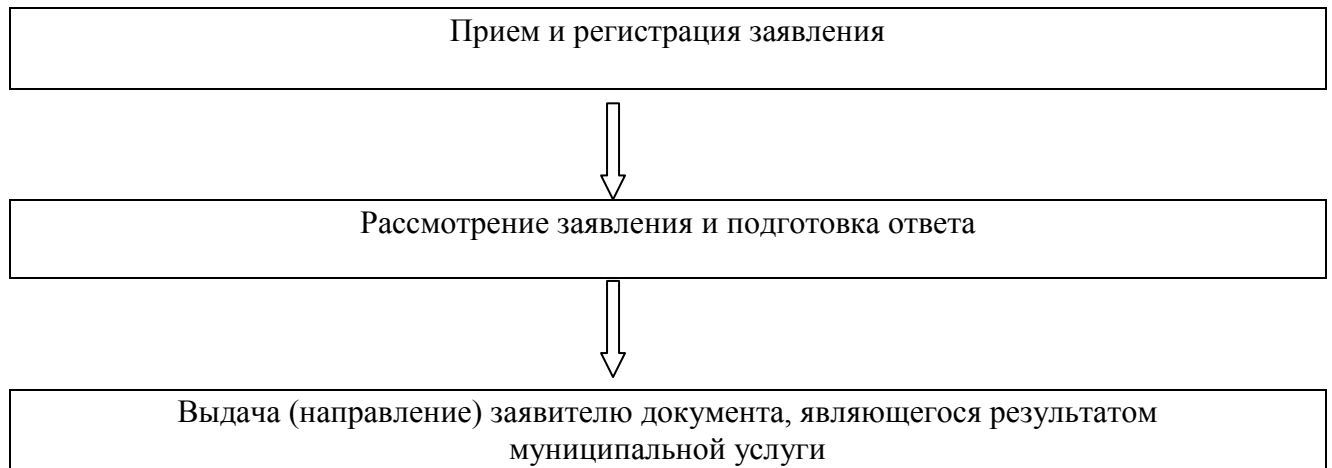 Прием и регистрация заявления
Рассмотрение заявления и подготовка ответа
Выдача (направление) заявителю документа, являющегося результатом
муниципальной услуги